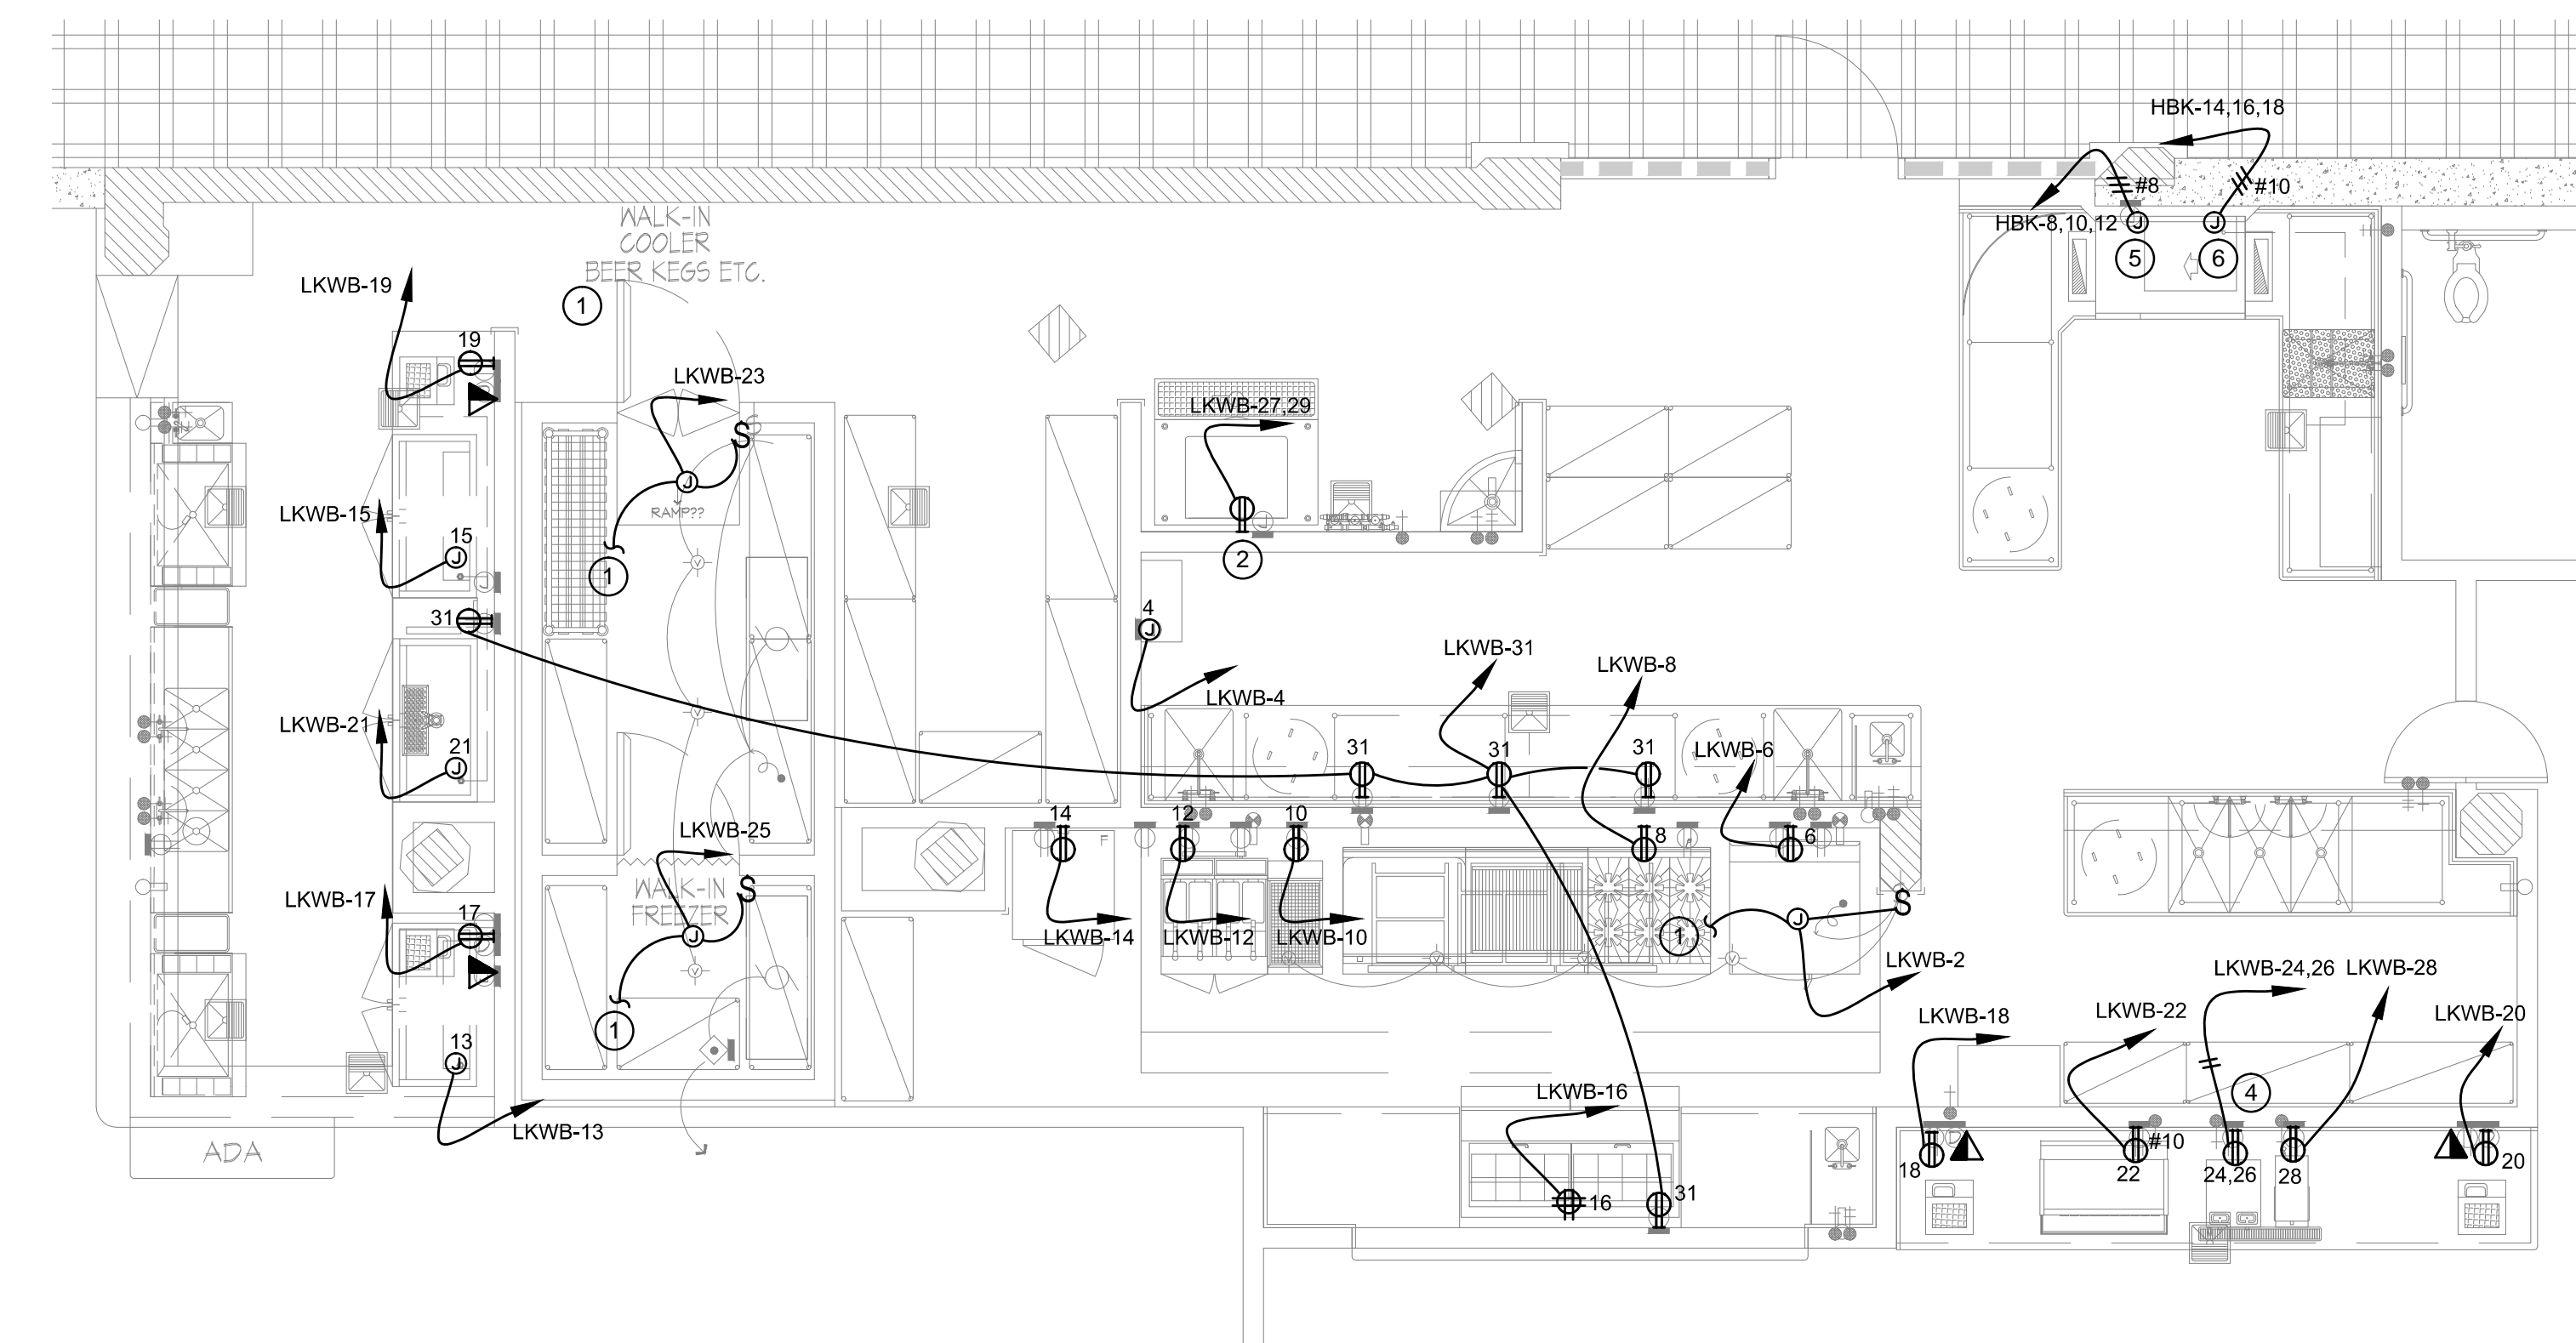 HBK-14,16,18
#8
#10
HBK-8,10,12
J
J
5
6
WALK-IN
COOLER
BEER KEGS ETC.
1
LKWB-19
19
LKWB-23
S
J
RAMP??
LKWB-27,29
J
2
LKWB-15
15
J
J
V
1
31
4
J
LKWB-4
LKWB-31
LKWB-8
LKWB-21
21
J
V
31
31
31
LKWB-6
14
12
10
8
6
F
LKWB-25
WALK-IN
FREEZER
S
J
V
1
LKWB-17
17
13
J
LKWB-13
LKWB-14
LKWB-12
LKWB-10
V
V
V
V
1
J
S
LKWB-2
LKWB-16
16
31
LKWB-18
LKWB-22
LKWB-24,26
LKWB-28
LKWB-20
4
18
#10
22
24,26
28
20
ADA